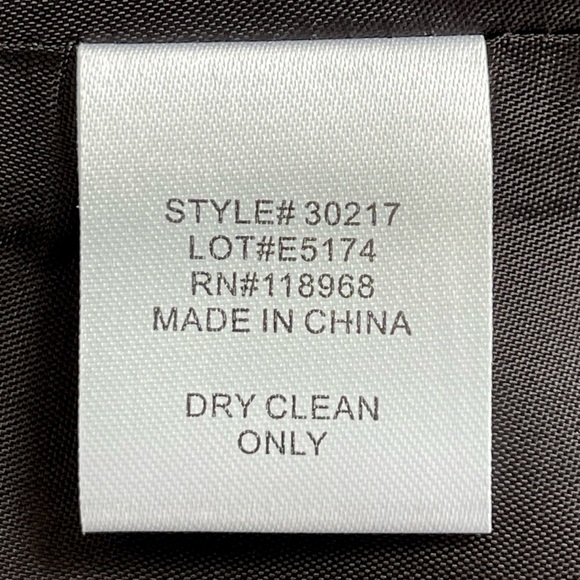 STYLE# 30217
LOT#E5174
RN#118968
MADE IN CHINA
DRY CLEAN
ONLY